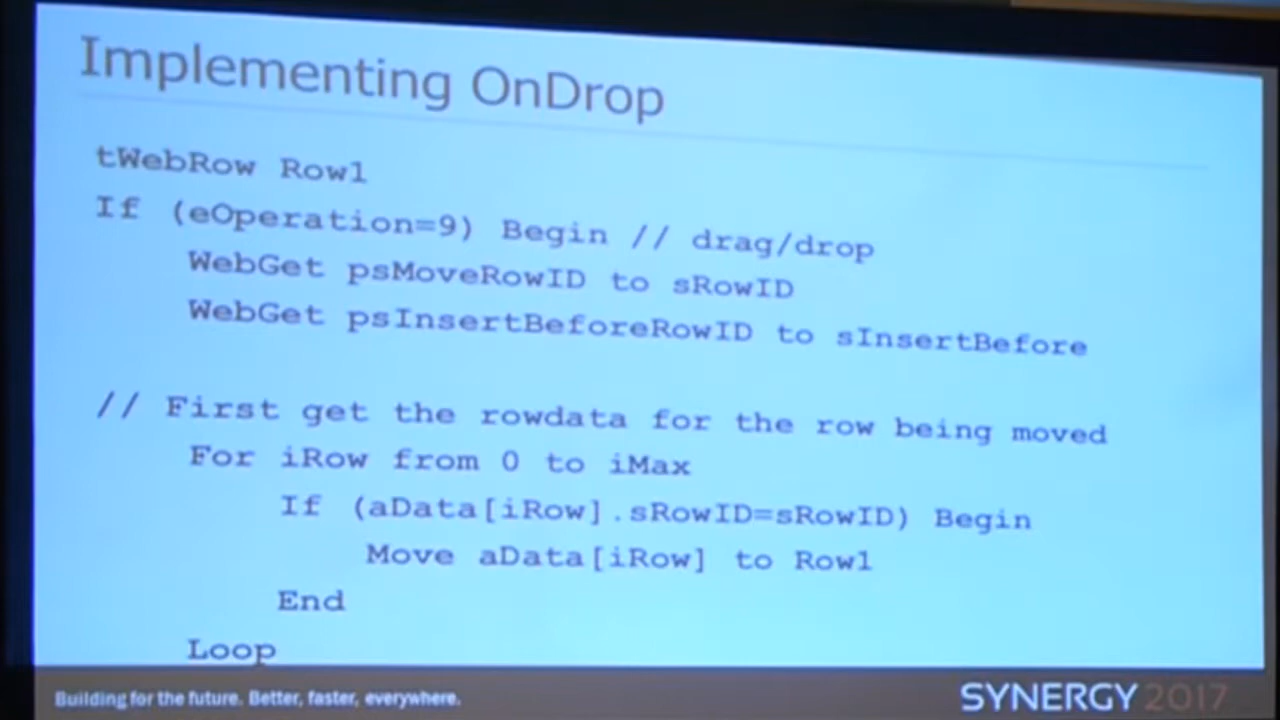 Implementing OnDrop
tWebRow Row1
If (eOperation=9) Begin // drag/drop
WebGet psMoveRowID to sRowID
WebGet psInsertBeforeRowID to sInsertBefore
// First get the rowdata for the row being moved
For iRow from 0 to iMax
If (aData[iRow].sRowID=sRowID) Begin
Move aData[iRow] to Row1
End
Loop
Building for the future. Better, faster, everywhere.
SYNERGY 2017